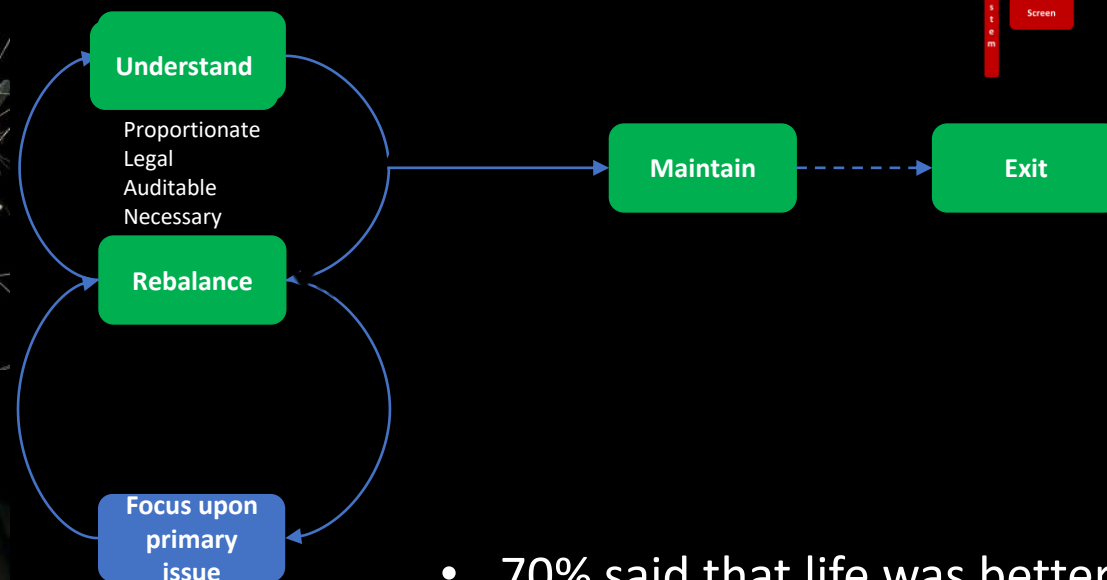 s
t
e
m
Screen
Understand
Proportionate
Legal
Auditable
Necessary
Maintain
Exit
Rebalance
Focus upon
primary
issue
• 70% said that life was better